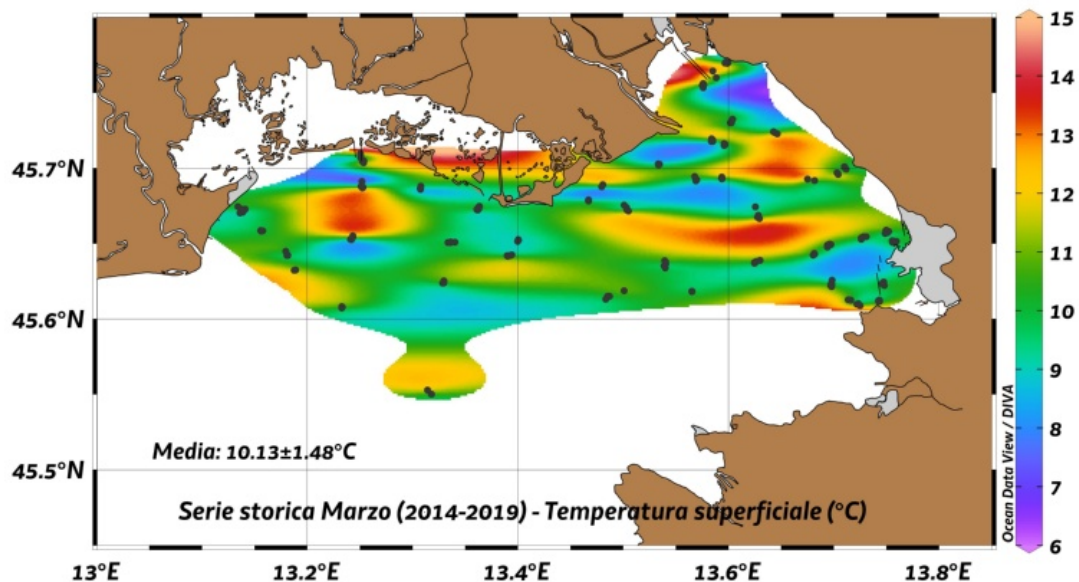 15
14
13
12
11
10
9
8
7
6
Ocean Data View / DIVA
45.7°N
45.6°N
45.5°N
Media: 10.13±1.48°C
Serie storica Marzo (2014-2019) - Temperatura superficiale (°C)
13°E 13.2°E 13.4°E 13.6°E 13.8°E